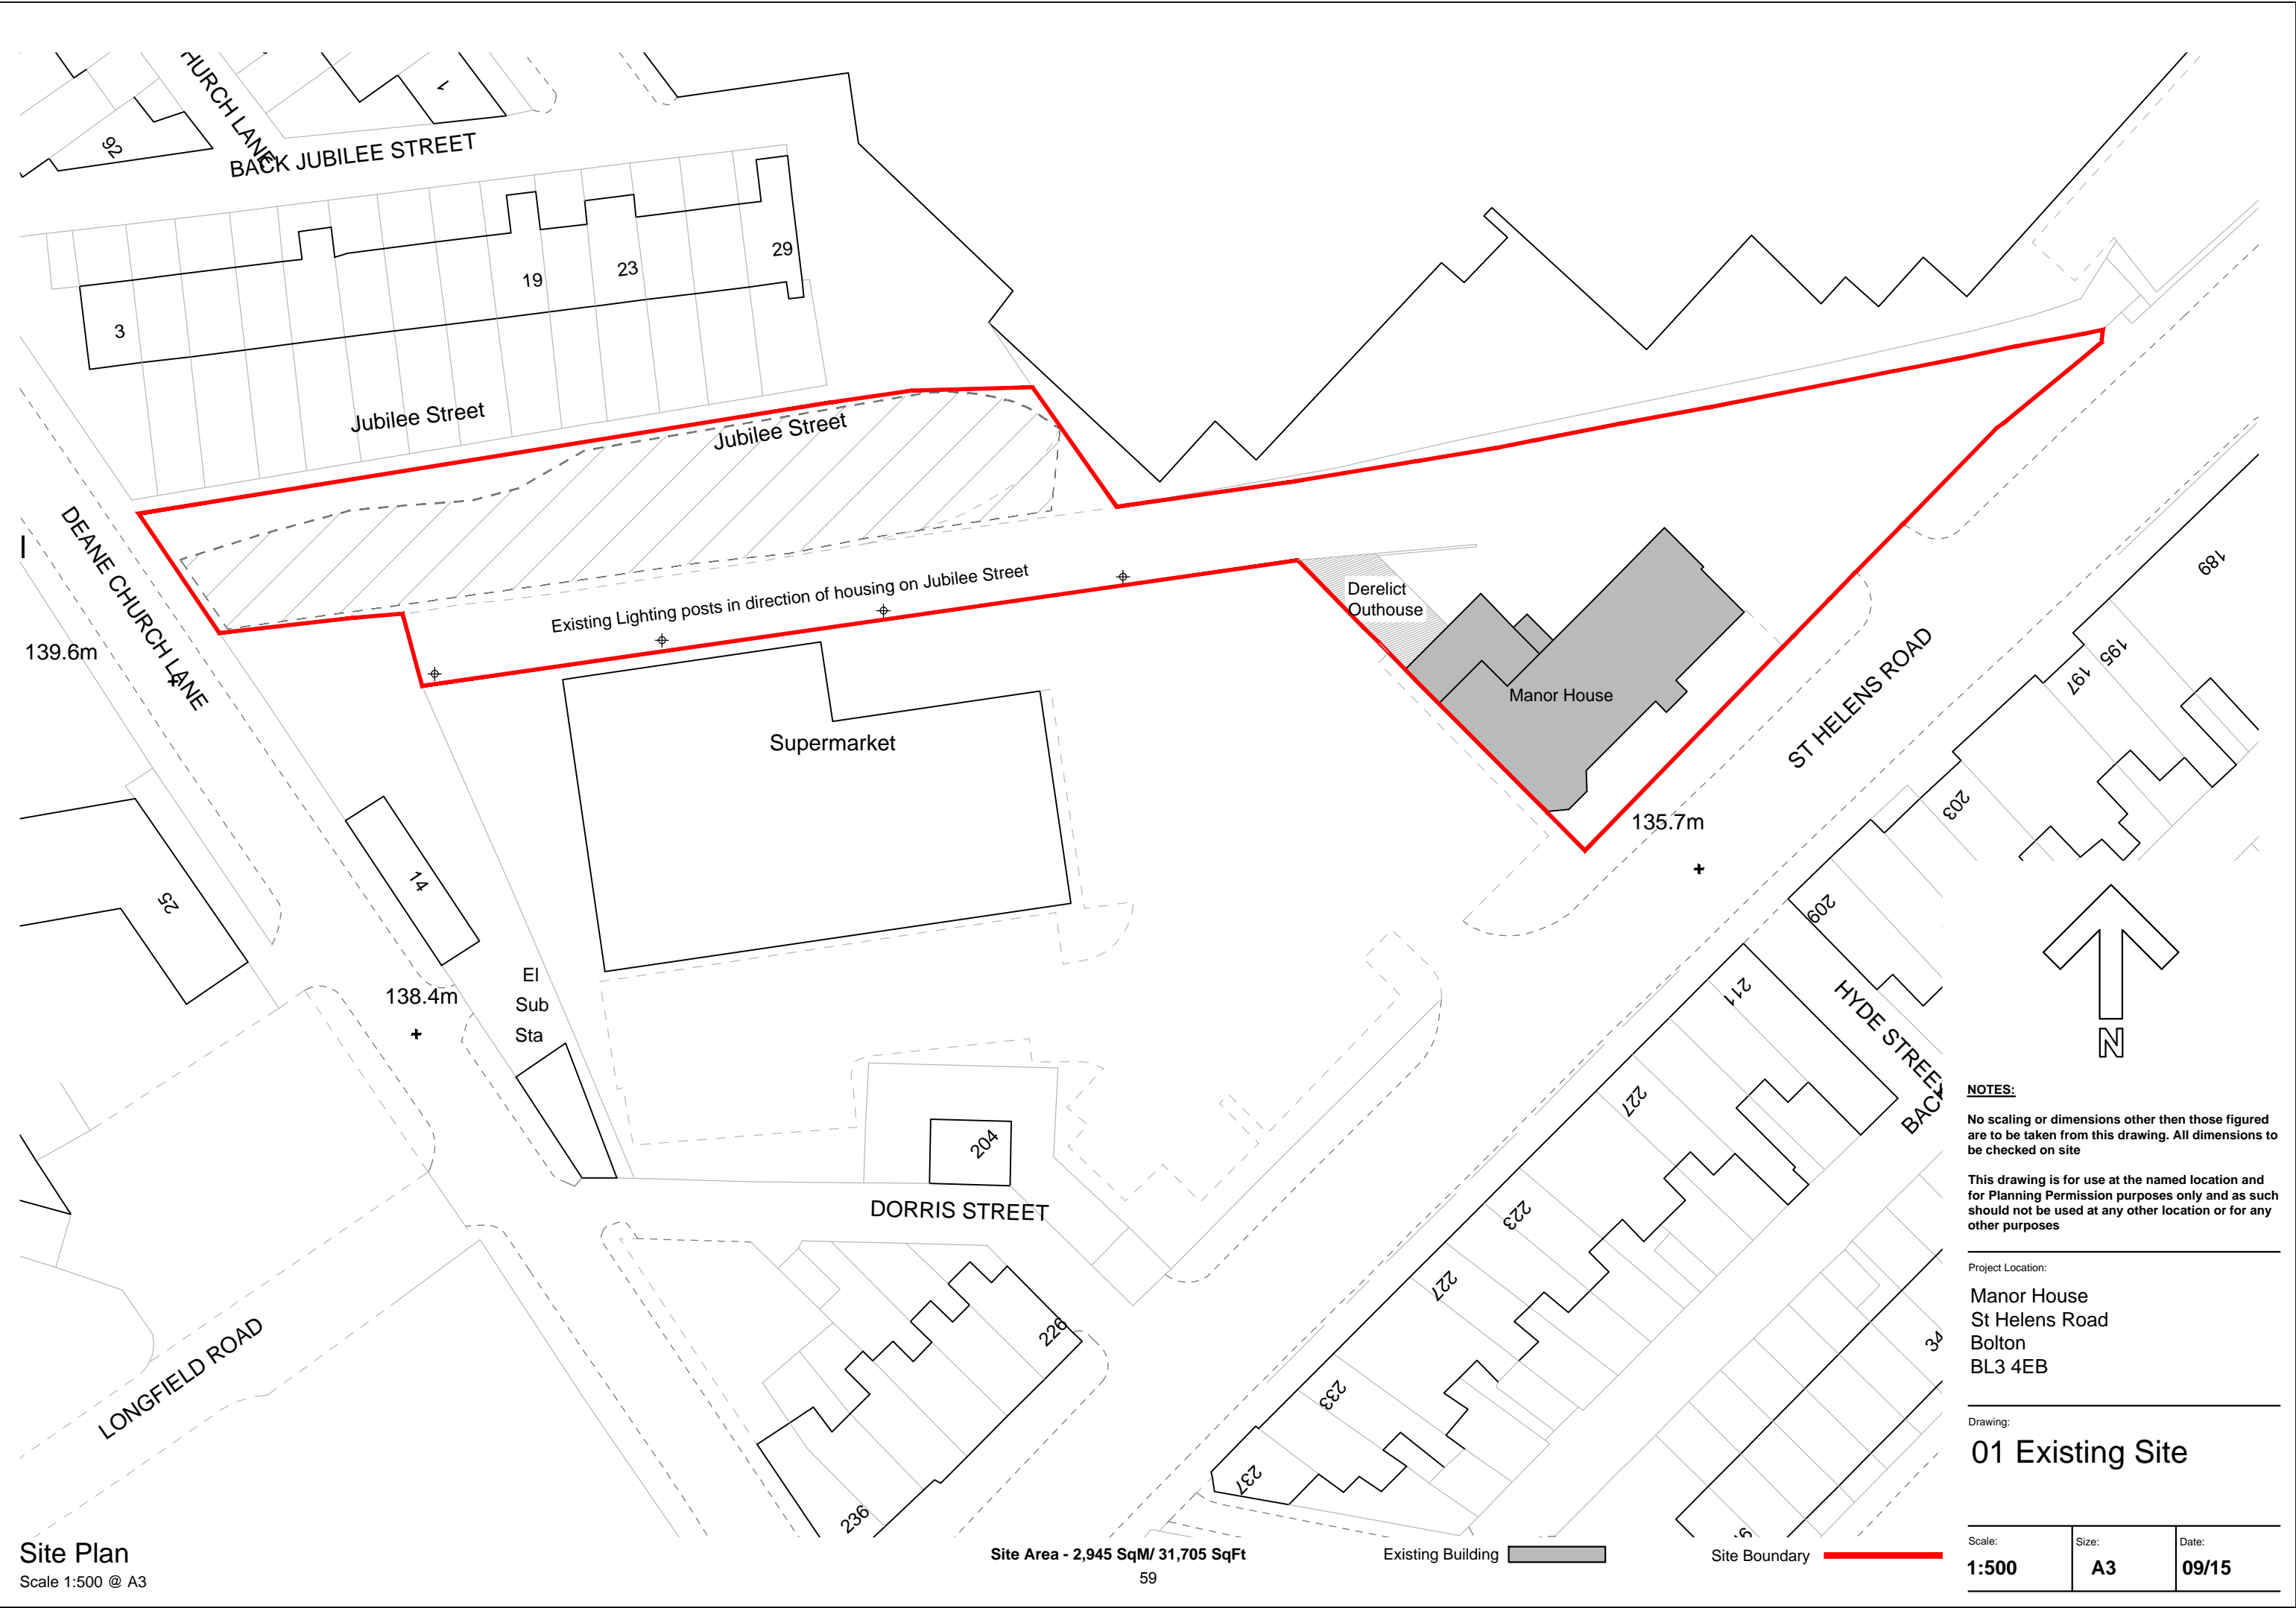 HURCH LANE
1
92
BACK JUBILEE STREET
3
19
23
29
Jubilee Street
Jubilee Street
DEANE CHURCH LANE
139.6m
Existing Lighting posts in direction of housing on Jubilee Street
Derelict
Outhouse
Manor House
Supermarket
ST HELENS ROAD
135.7m
189
195
197
203
209
211
HYDE STREE
BACK
25
14
138.4m
El
Sub
Sta
204
DORRIS STREET
227
223
227
233
237
226
236
34
LONGFIELD ROAD
N
NOTES:
No scaling or dimensions other then those figured
are to be taken from this drawing. All dimensions to
be checked on site
This drawing is for use at the named location and
for Planning Permission purposes only and as such
should not be used at any other location or for any
other purposes
Project Location:
Manor House
St Helens Road
Bolton
BL3 4EB
Drawing:
01 Existing Site
Scale:
1:500
Size:
A3
Date:
09/15
Site Plan
Scale 1:500 @ A3
Site Area - 2,945 SqM/ 31,705 SqFt
59
Existing Building
Site Boundary